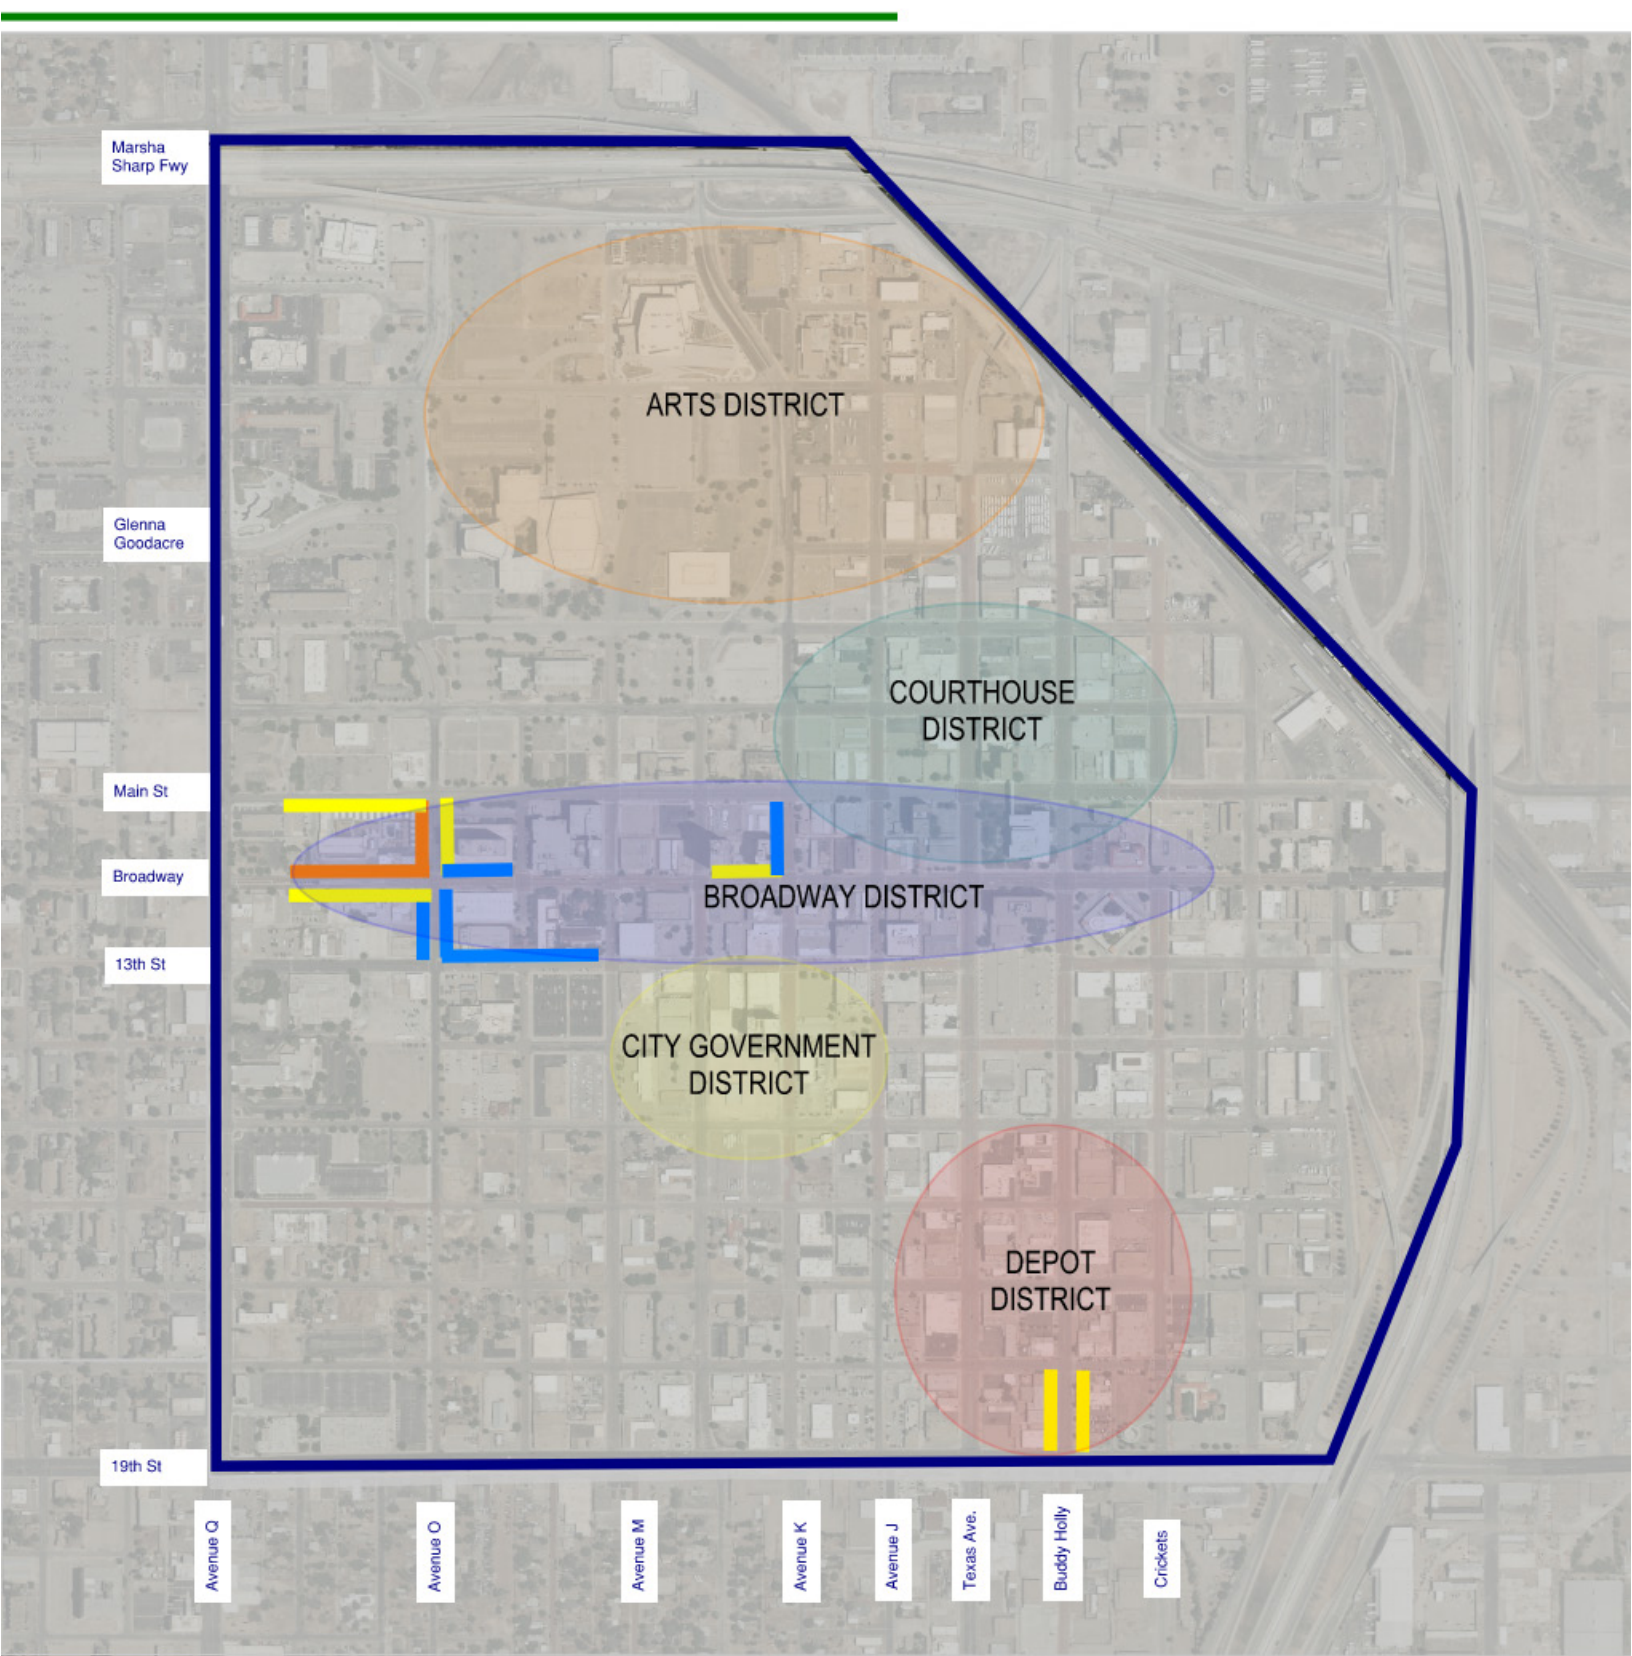 Marsha
Sharp Fwy
ARTS DISTRICT
Glenna
Goodacre
COURTHOUSE
DISTRICT
Main St
Broadway
BROADWAY DISTRICT
13th St
CITY GOVERNMENT
DISTRICT
DEPOT
DISTRICT
19th St
Avenue Q
Avenue O
Avenue M
Avenue K
Avenue J
Texas Ave.
Buddy Holly
Crickets